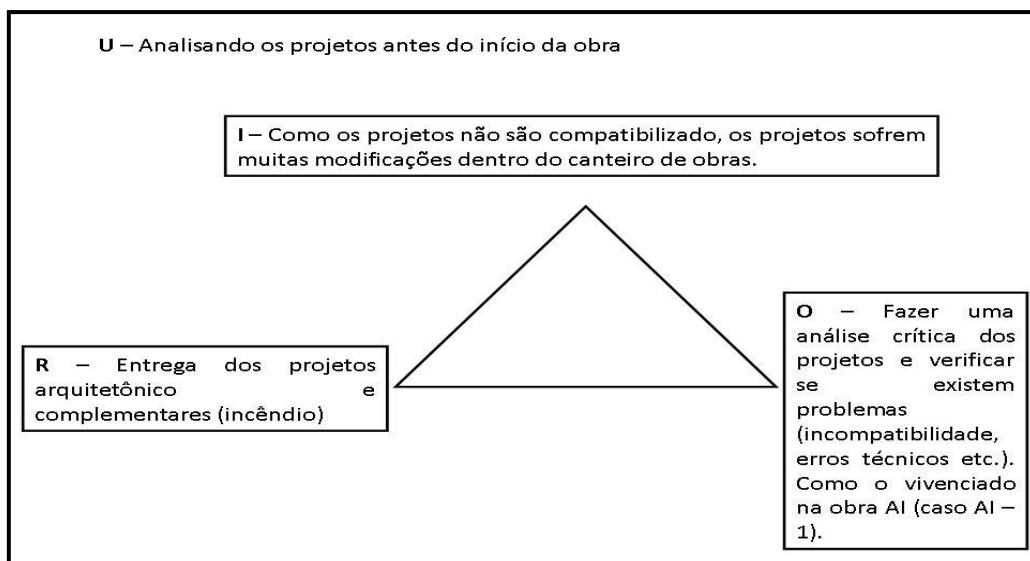 U – Analisando os projetos antes do início da obra
I – Como os projetos não são compatibilizado, os projetos sofrem
muitas modificações dentro do canteiro de obras.
R – Entrega dos projetos
arquitetônico e
complementares (incêndio)
O – Fazer uma
análise crítica dos
projetos e verificar
se existem
problemas
(incompatibilidade,
erros técnicos etc.).
Como o vivenciado
na obra AI (caso AI –
1).